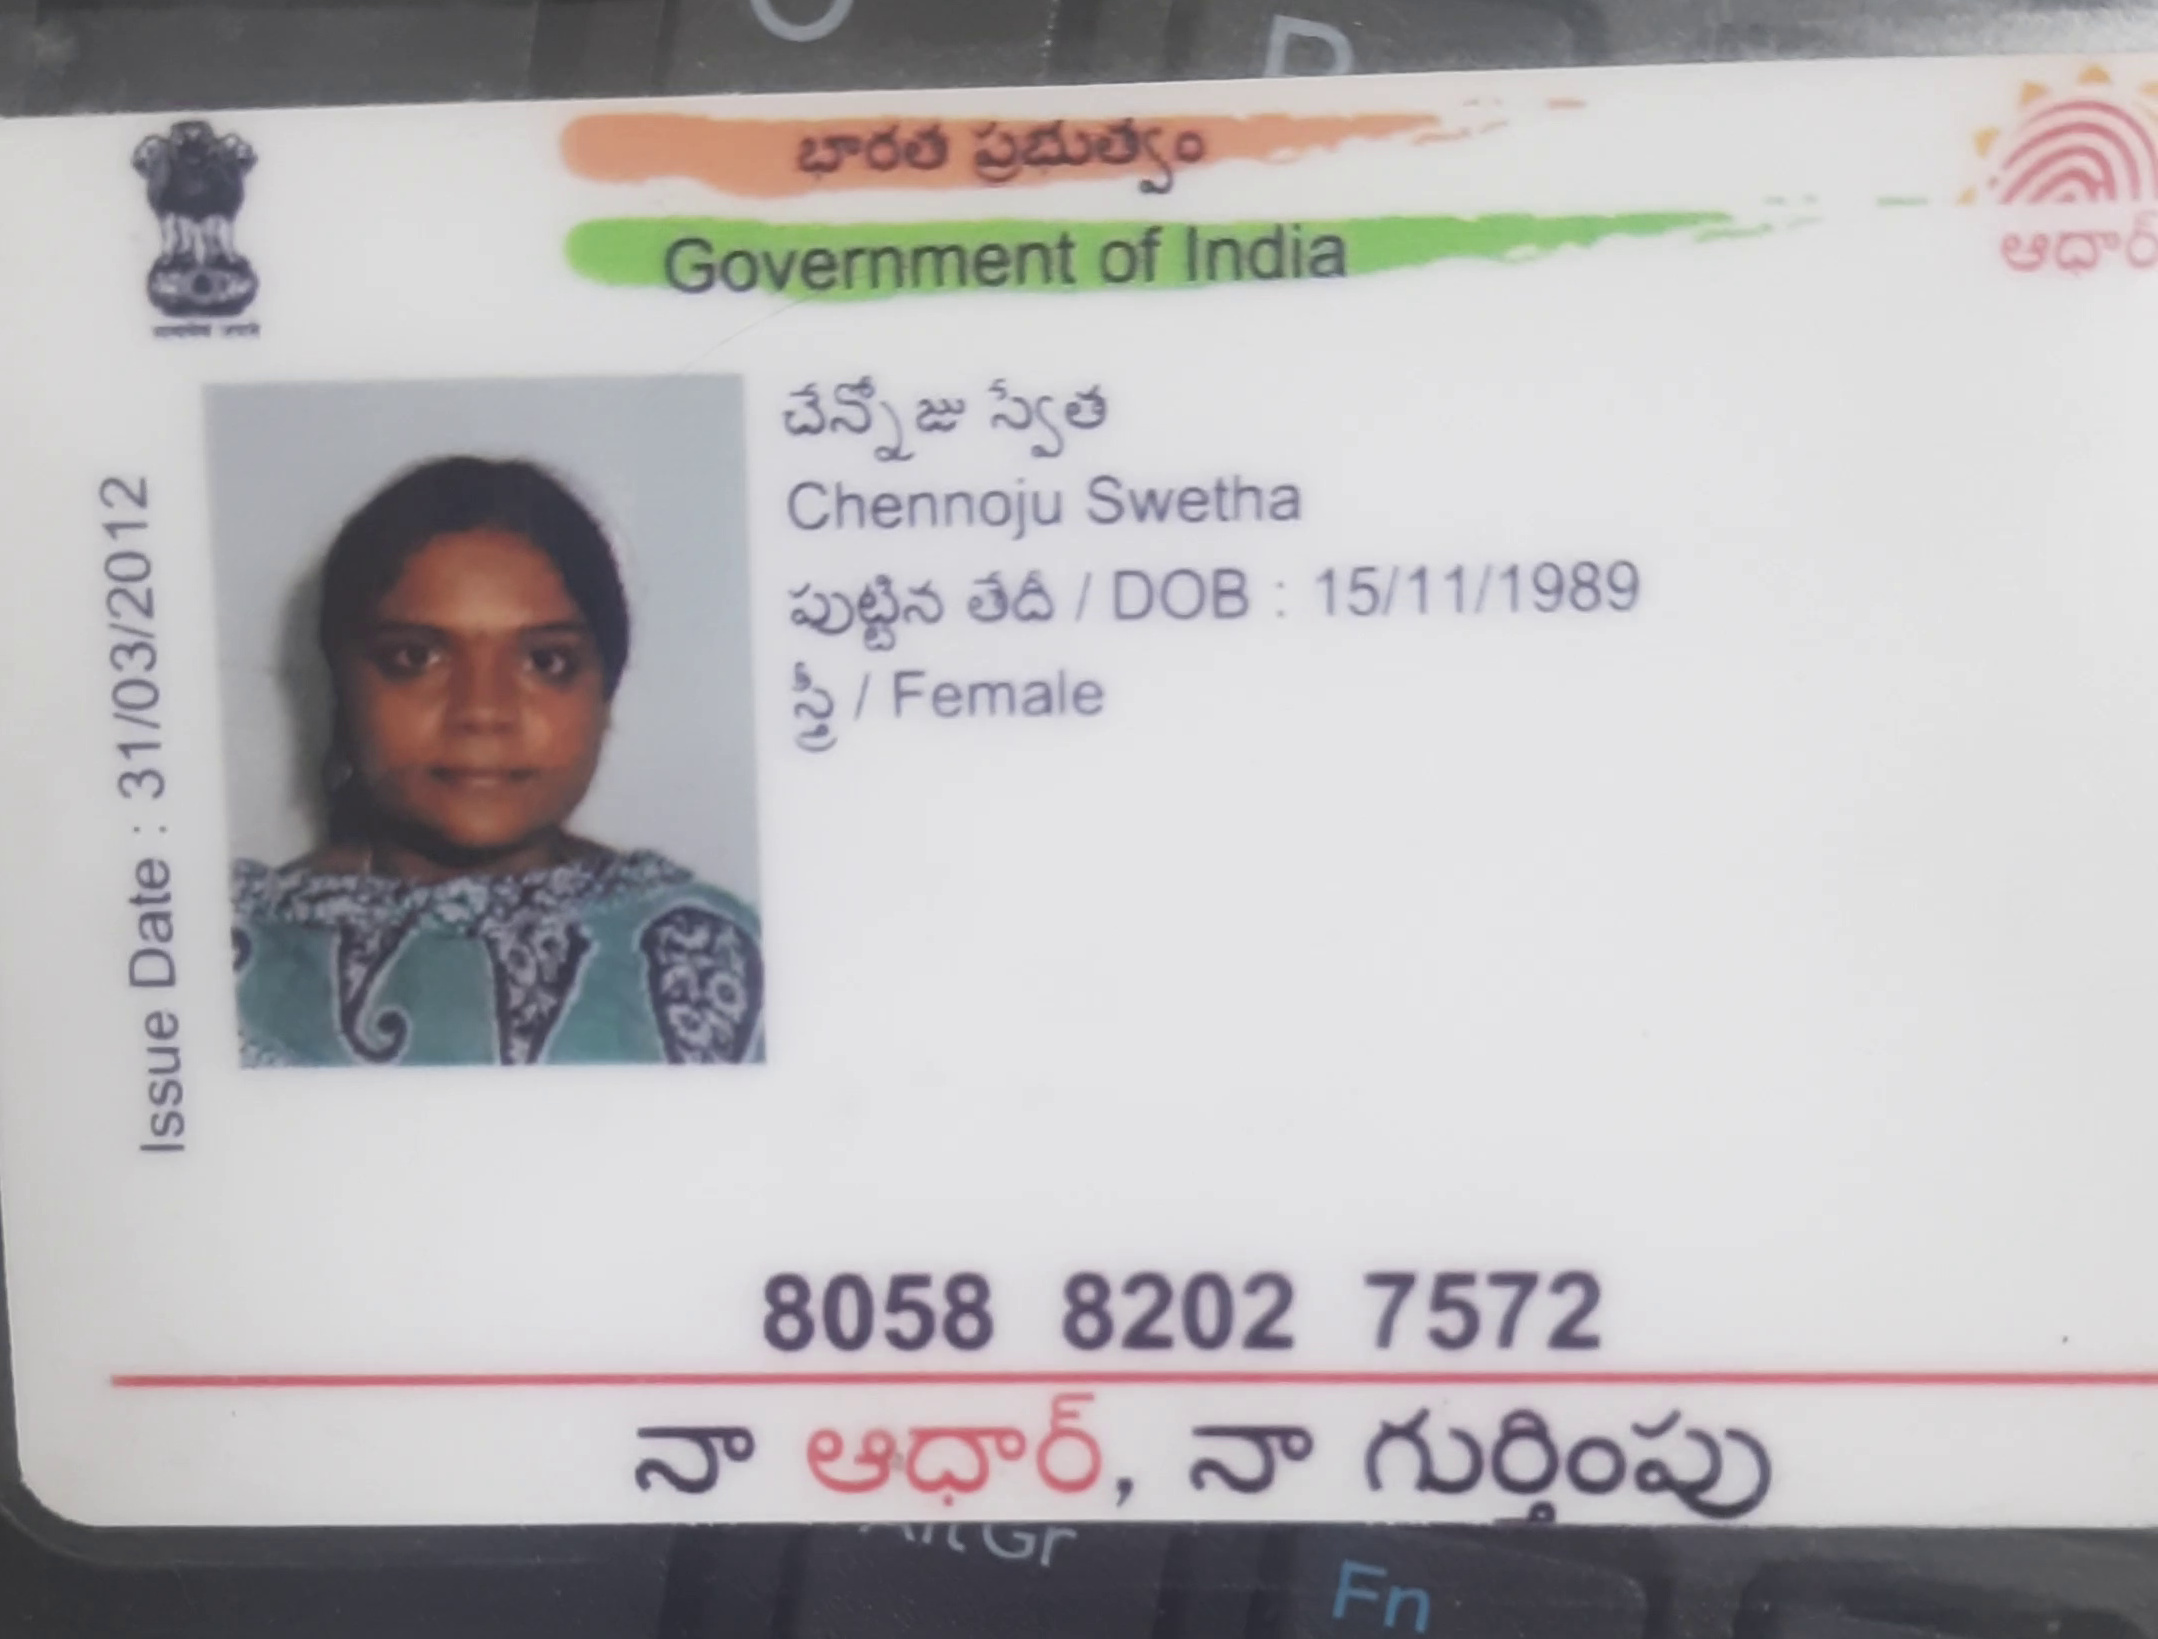 భారత ప్రభుత్వం
Government of India
ఆధార్
చేన్నోజు స్వేత
Chennoju Swetha
పుట్టిన తేదీ / DOB : 15/11/1989
స్త్రీ / Female
Issue Date : 31/03/2012
8058 8202 7572
నా ఆధార్, నా గుర్తింపు
Gr
Fn